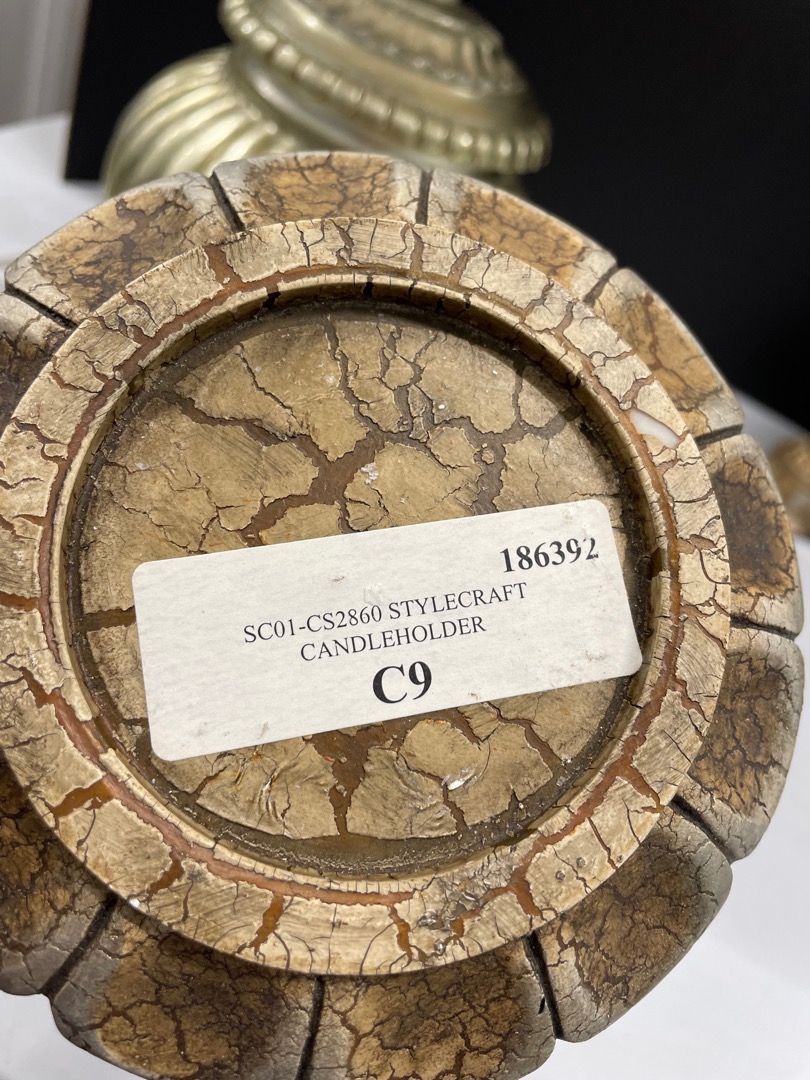 186392
SC01-CS2860 STYLECRAFT
CANDLEHOLDER
C9